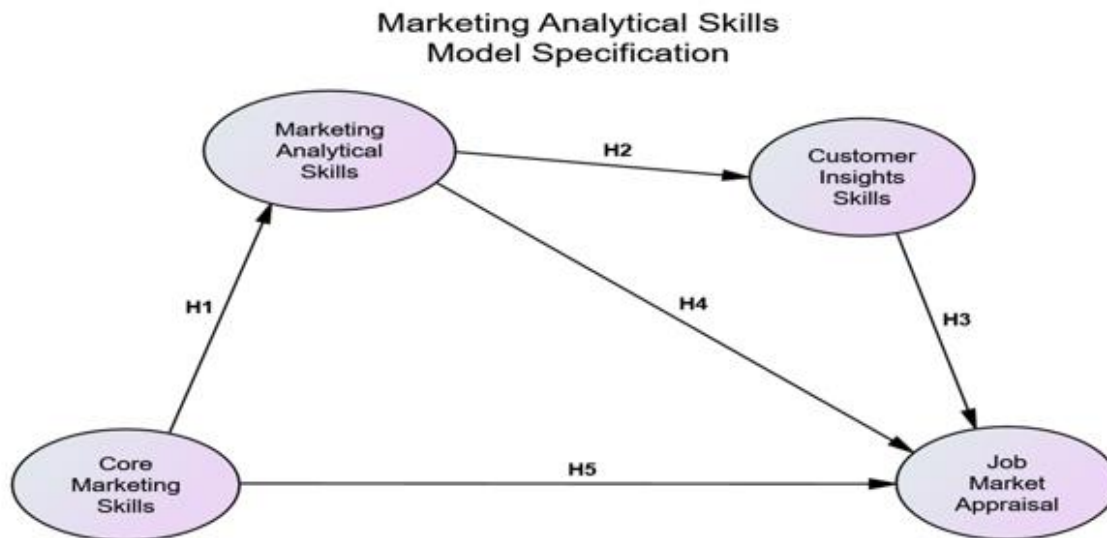 Marketing Analytical Skills
Model Specification
Marketing
Analytical
Skills
H2
Customer
Insights
Skills
H1
H4
H3
Core
Marketing
Skills
H5
Job
Market
Appraisal